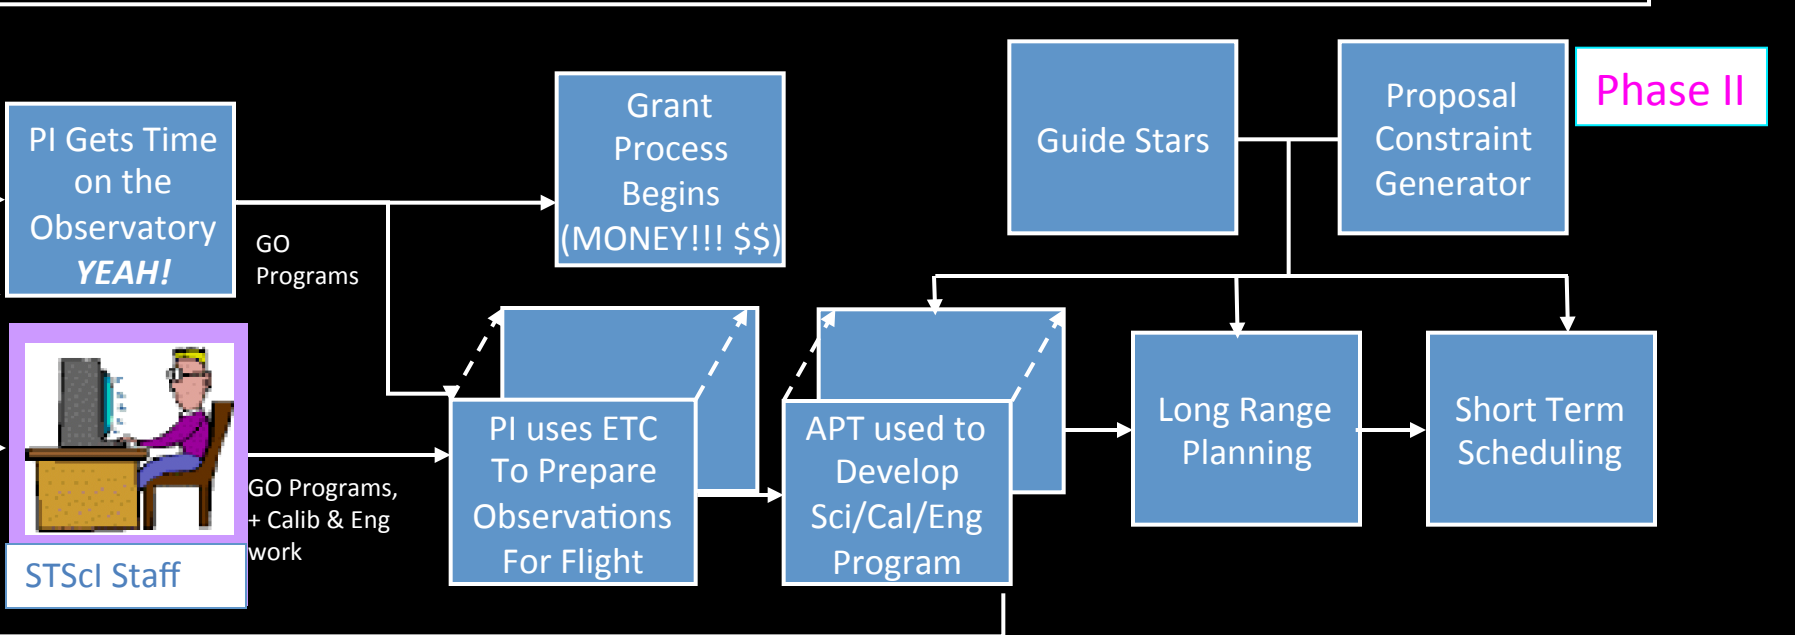 PI Gets Time
on the
Observatory
YEAH!
GO
Programs
Grant
Process
Begins
(MONEY!!! $$)
Guide Stars
Proposal
Constraint
Generator
Phase II
STScI Staff
GO Programs,
+ Calib & Eng
work
PI uses ETC
To Prepare
Observations
For Flight
APT used to
Develop
Sci/Cal/Eng
Program
Long Range
Planning
Short Term
Scheduling